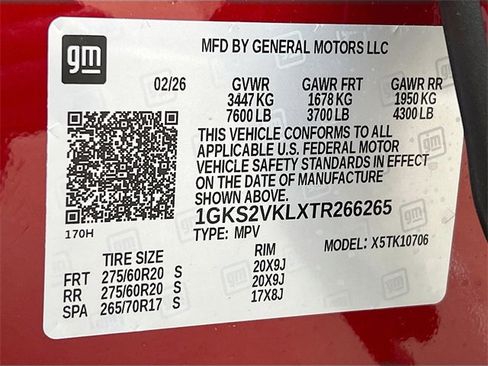 gm
MFD BY GENERAL MOTORS LLC
02/26 GVWR GAWR FRT GAWR RR
3447 KG 1678 KG 1950 KG
7600 LB 3700 LB 4300 LB
THIS VEHICLE CONFORMS TO ALL
APPLICABLE U.S. FEDERAL MOTOR
VEHICLE SAFETY STANDARDS IN EFFECT
ON THE DATE OF MANUFACTURE
SHOWN ABOVE.
1GKS2VKLXTR266265
170H TYPE: MPV MODEL: X5TK10706
TIRE SIZE RIM
FRT 275/60R20 S 20X9J
RR 275/60R20 S 20X9J
SPA 265/70R17 S 17X8J